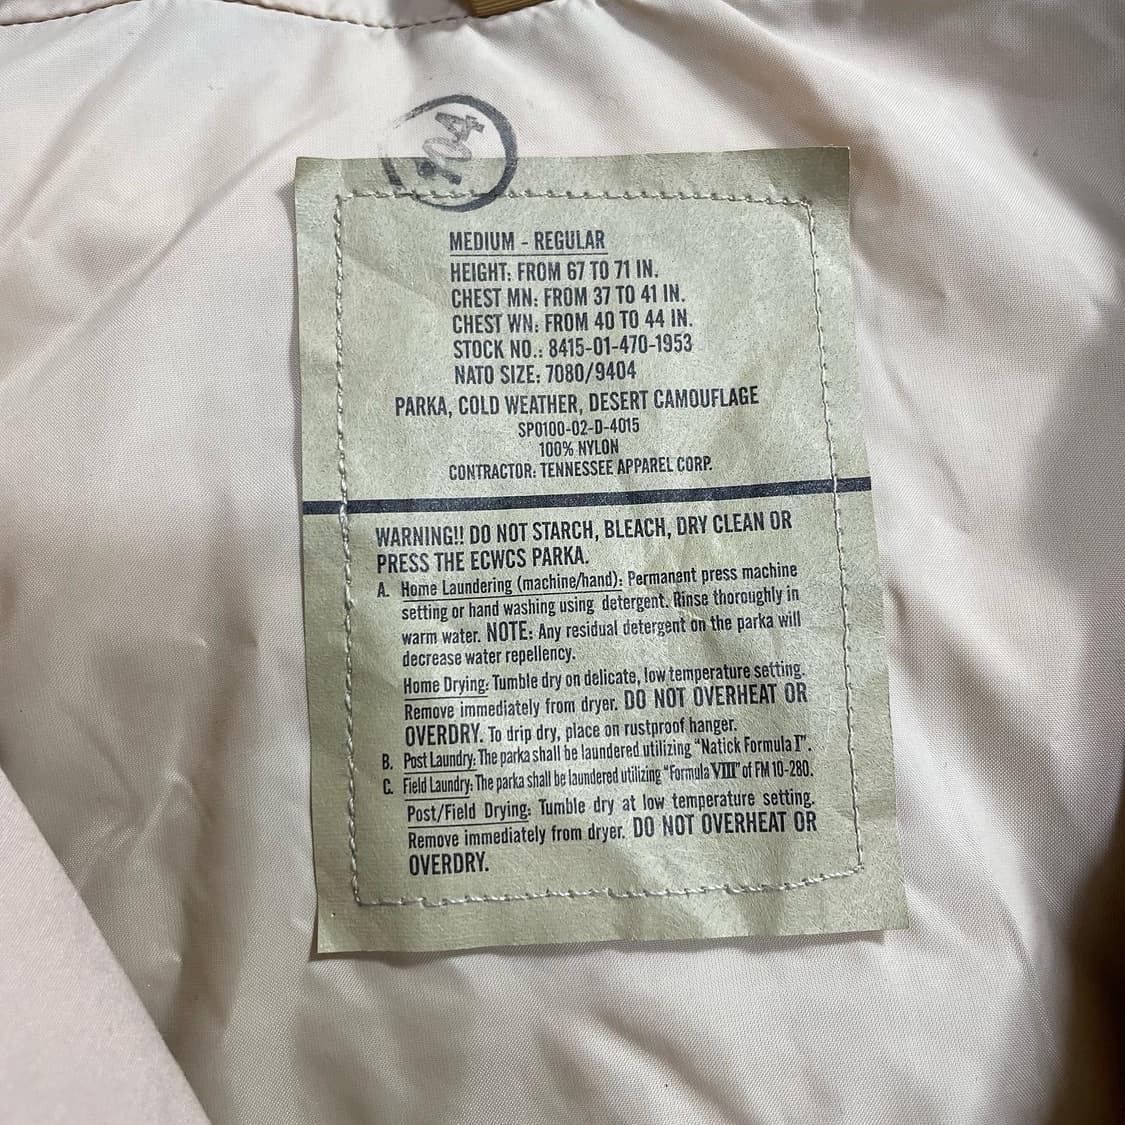 104
MEDIUM - REGULAR
HEIGHT: FROM 67 TO 71 IN.
CHEST MN: FROM 37 TO 41 IN.
CHEST WN: FROM 40 TO 44 IN.
STOCK NO.: 8415-01-470-1953
NATO SIZE: 7080/9404
PARKA, COLD WEATHER, DESERT CAMOUFLAGE
SP0100-02-D-4015
100% NYLON
CONTRACTOR: TENNESSEE APPAREL CORP.
WARNING!! DO NOT STARCH, BLEACH, DRY CLEAN OR
PRESS THE ECWCS PARKA.
A. Home Laundering (machine/hand): Permanent press machine
setting or hand washing using detergent. Rinse thoroughly in
warm water. NOTE: Any residual detergent on the parka will
decrease water repellency.
Home Drying: Tumble dry on delicate, low temperature setting.
Remove immediately from dryer. DO NOT OVERHEAT OR
OVERDRY. To drip dry, place on rustproof hanger.
B. Post Laundry: The parka shall be laundered utilizing "Natick Formula I".
C. Field Laundry: The parka shall be laundered utilizing "Formula VIII" of FM 10-280.
Post/Field Drying: Tumble dry at low temperature setting.
Remove immediately from dryer. DO NOT OVERHEAT OR
OVERDRY.